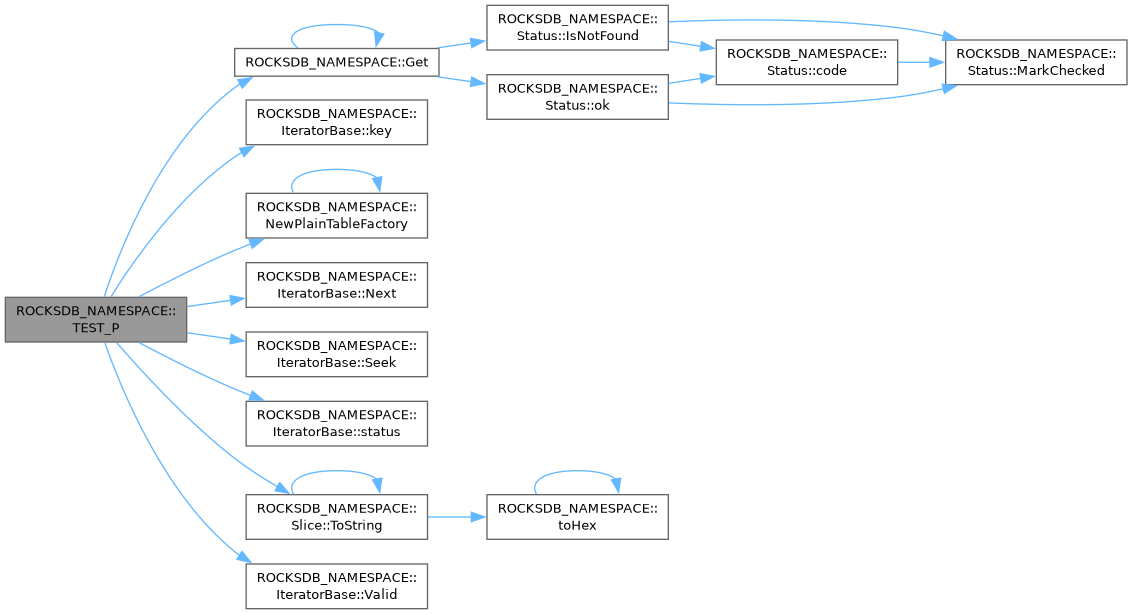 ROCKSDB_NAMESPACE::
TEST_P
ROCKSDB_NAMESPACE::Get
ROCKSDB_NAMESPACE::
Status::IsNotFound
ROCKSDB_NAMESPACE::
Status::code
ROCKSDB_NAMESPACE::
Status::MarkChecked
ROCKSDB_NAMESPACE::
Status::ok
ROCKSDB_NAMESPACE::
IteratorBase::key
ROCKSDB_NAMESPACE::
NewPlainTableFactory
ROCKSDB_NAMESPACE::
IteratorBase::Next
ROCKSDB_NAMESPACE::
IteratorBase::Seek
ROCKSDB_NAMESPACE::
IteratorBase::status
ROCKSDB_NAMESPACE::
Slice::ToString
ROCKSDB_NAMESPACE::
toHex
ROCKSDB_NAMESPACE::
IteratorBase::Valid